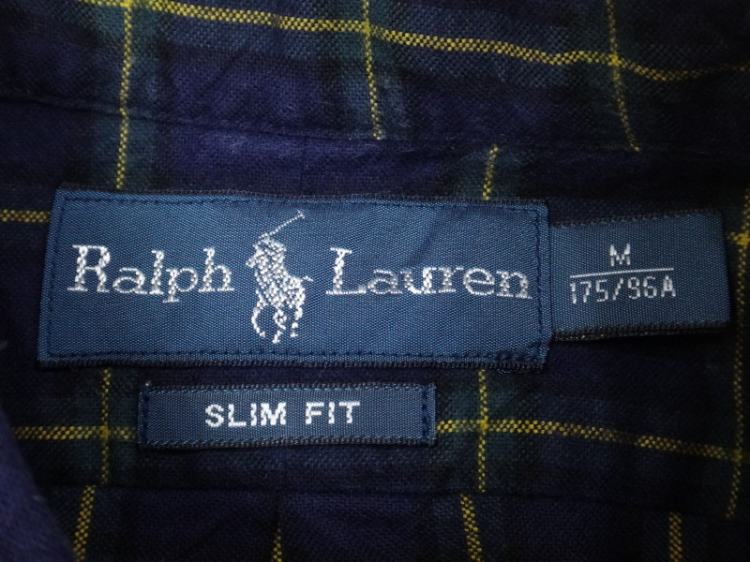 Ralph Lauren
M
175/96A
SLIM FIT